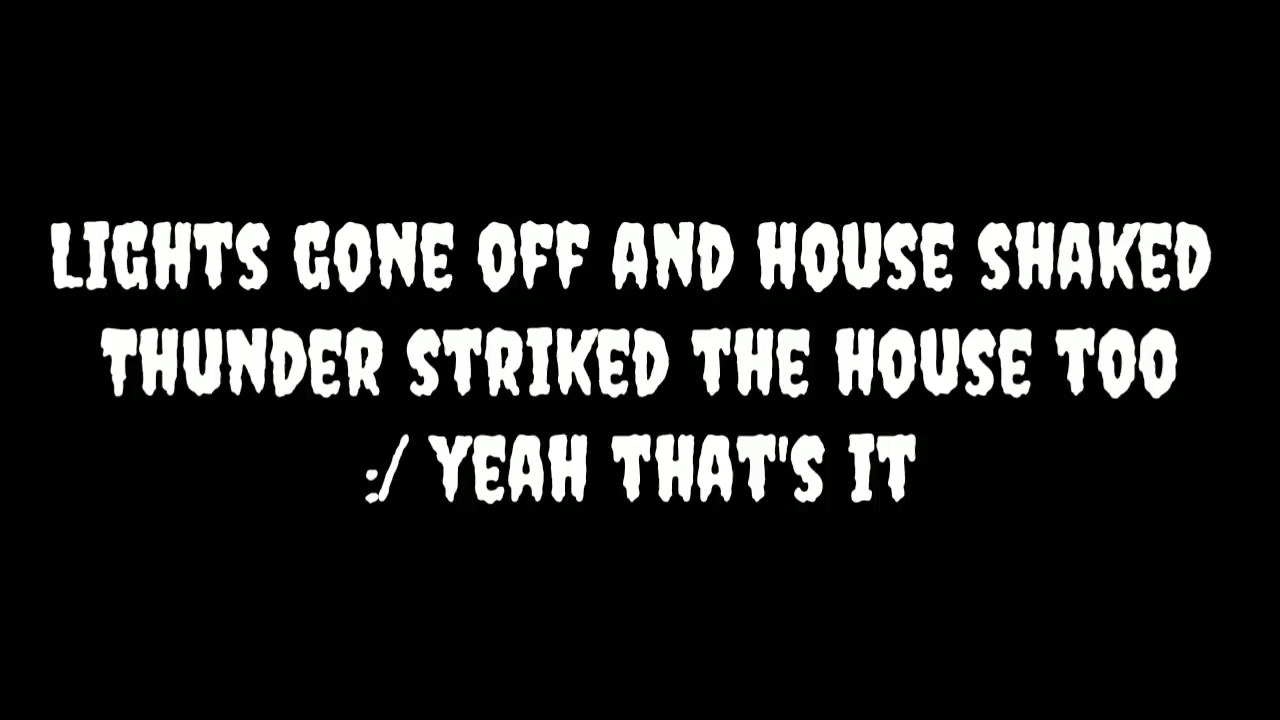 LIGHTS GONE OFF AND HOUSE SHAKED
THUNDER STRIKED THE HOUSE TOO
:/ YEAH THAT'S IT